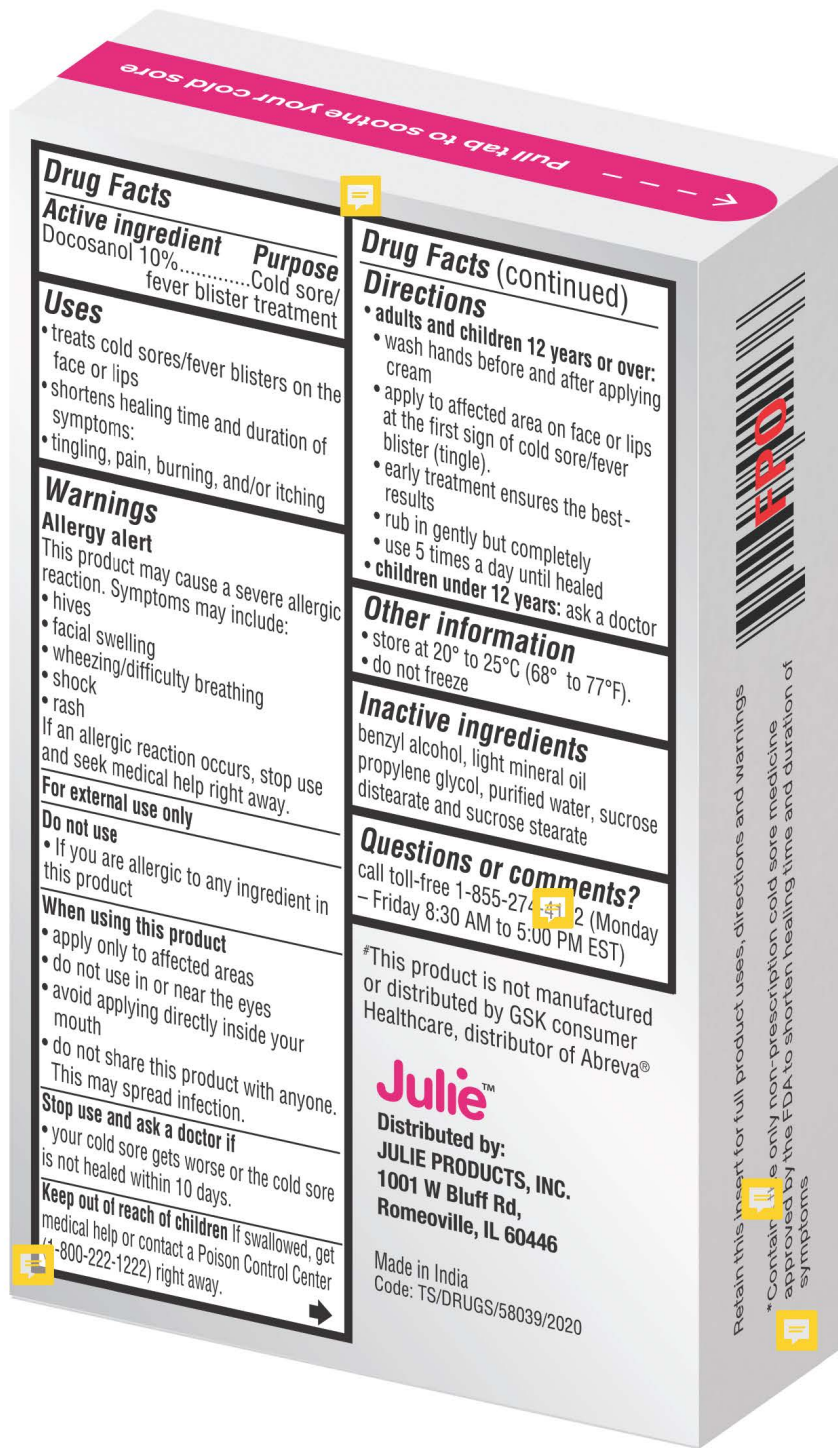 Pull tab to soothe your cold sore
Drug Facts
Active ingredient Purpose
Docosanol 10%.............Cold sore/
fever blister treatment
Uses
• treats cold sores/fever blisters on the
face or lips
• shortens healing time and duration of
symptoms:
• tingling, pain, burning, and/or itching
Warnings
Allergy alert
This product may cause a severe allergic
reaction. Symptoms may include:
• hives
• facial swelling
• wheezing/difficulty breathing
• shock
• rash
If an allergic reaction occurs, stop use
and seek medical help right away.
For external use only
Do not use
• If you are allergic to any ingredient in
this product
When using this product
• apply only to affected areas
• do not use in or near the eyes
• avoid applying directly inside your
mouth
• do not share this product with anyone.
This may spread infection.
Stop use and ask a doctor if
• your cold sore gets worse or the cold sore
is not healed within 10 days.
Keep out of reach of children If swallowed, get
medical help or contact a Poison Control Center
(1-800-222-1222) right away.
Drug Facts (continued)
Directions
• adults and children 12 years or over:
• wash hands before and after applying
cream
• apply to affected area on face or lips
at the first sign of cold sore/fever
blister (tingle).
• early treatment ensures the best-
results
• rub in gently but completely
• use 5 times a day until healed
• children under 12 years: ask a doctor
Other information
• store at 20° to 25°C (68° to 77°F).
• do not freeze
Inactive ingredients
benzyl alcohol, light mineral oil
propylene glycol, purified water, sucrose
distearate and sucrose stearate
Questions or comments?
call toll-free (Monday
– Friday 8:30 AM to 5:00 PM EST)
#This product is not manufactured
or distributed by GSK consumer
Healthcare, distributor of Abreva®
Julie™
Distributed by:
JULIE PRODUCTS, INC.
1001 W Bluff Rd,
Romeoville, IL 60446
Made in India
Code: TS/DRUGS/58039/2020
FPO
Retain this insert for full product uses, directions and warnings
only non-prescription cold sore medicine
approved by the FDA to shorten healing time and duration of
symptoms